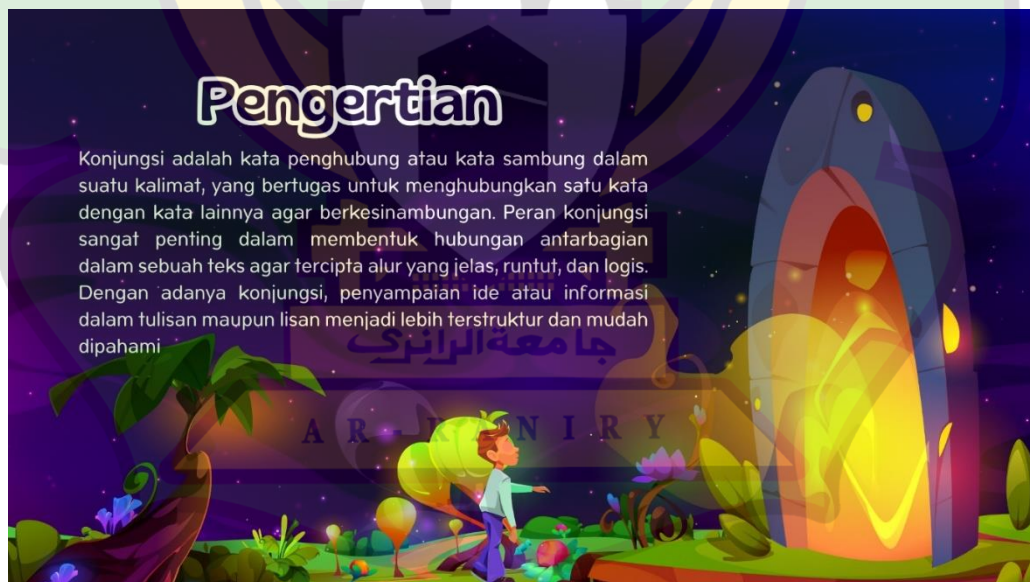 Pengertian
Konjungsi adalah kata penghubung atau kata sambung dalam
suatu kalimat, yang bertugas untuk menghubungkan satu kata
dengan kata lainnya agar berkesinambungan. Peran konjungsi
sangat penting dalam membentuk hubungan antarbagian
dalam sebuah teks agar tercipta alur yang jelas, runtut, dan logis.
Dengan adanya konjungsi, penyampaian ide atau informasi
dalam tulisan maupun lisan menjadi lebih terstruktur dan mudah
dipahami
جامعة الرانري
AR-RANIRY